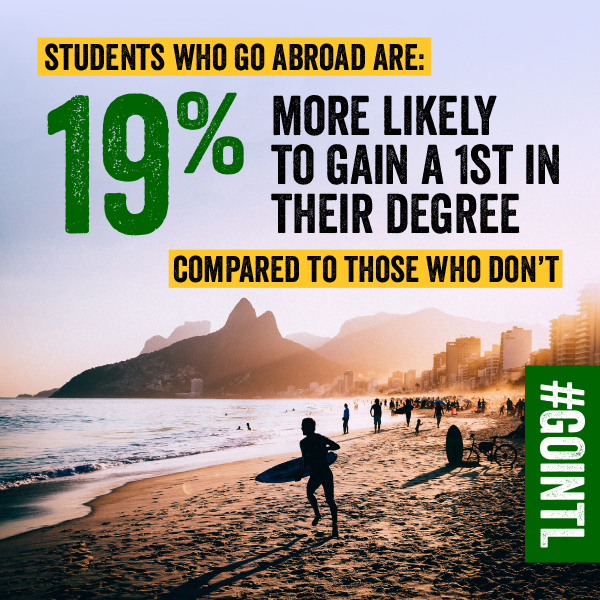 STUDENTS WHO GO ABROAD ARE:
19%
MORE LIKELY
TO GAIN A 1ST IN
THEIR DEGREE
COMPARED TO THOSE WHO DON'T
#GOINTL